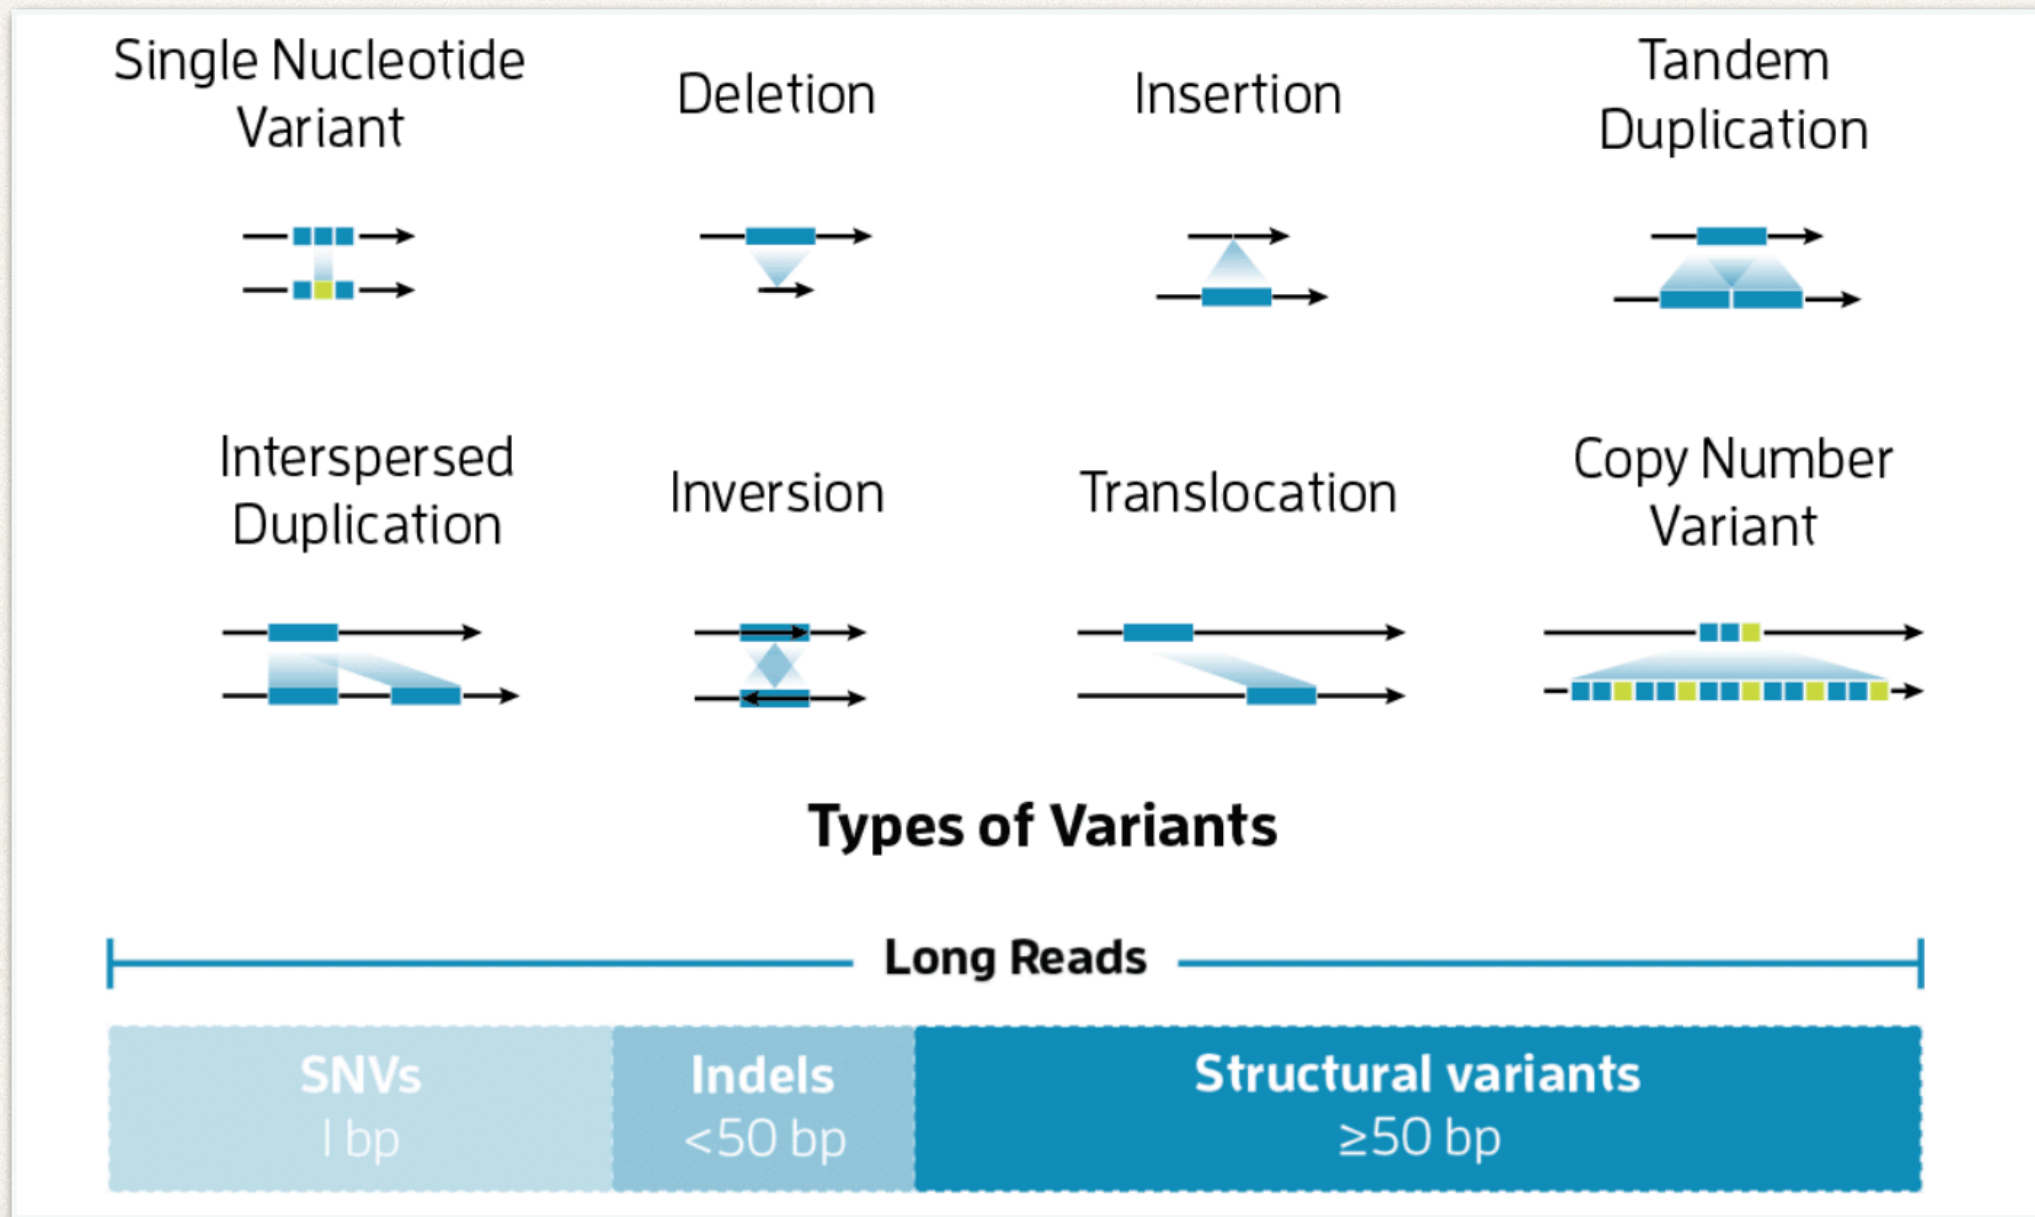 Single Nucleotide
Variant
Deletion
Insertion
Tandem
Duplication
Interspersed
Duplication
Inversion
Translocation
Copy Number
Variant
Types of Variants
Long Reads
SNVs
1 bp
Indels
<50 bp
Structural variants
≥50 bp